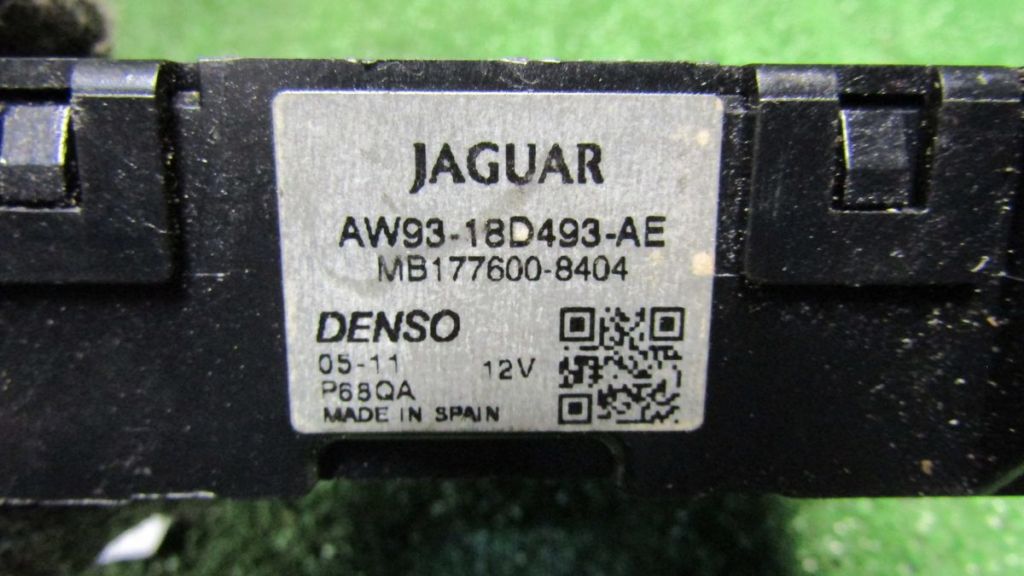 JAGUAR
AW93-18D493-AE
MB177600-8404
DENSO
05-11 12V
P68QA
MADE IN SPAIN